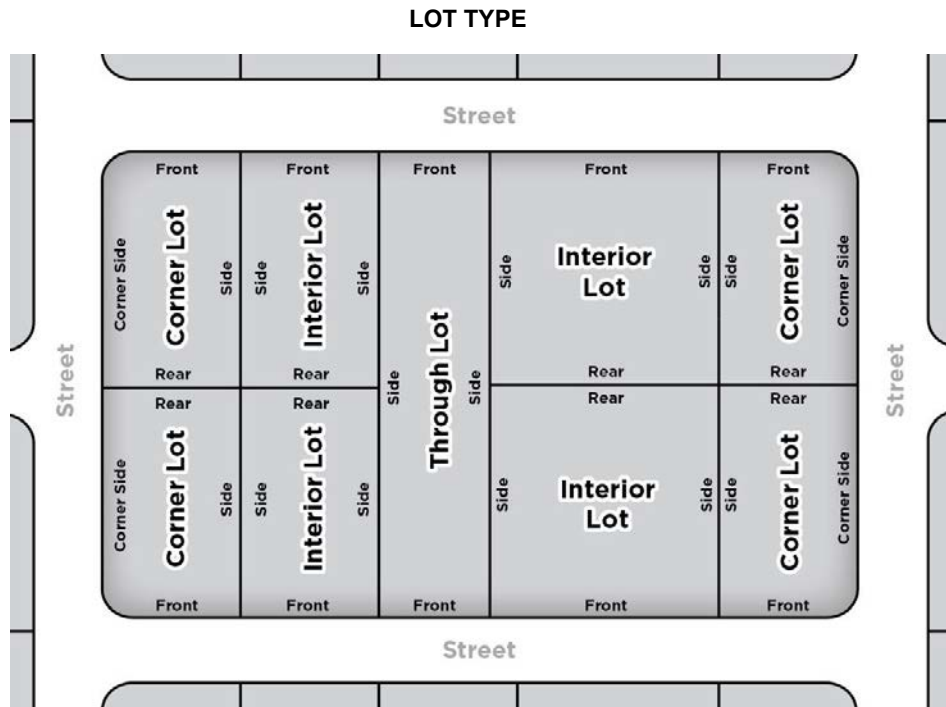 LOT TYPE
Street
Front
Front
Front
Front
Front
Corner Side
Corner Lot
Side
Side
Interior Lot
Side
Side
Interior
Lot
Side
Side
Corner Lot
Corner Side
Rear
Rear
Rear
Rear
Street
Side
Through Lot
Side
Street
Rear
Rear
Rear
Rear
Corner Side
Corner Lot
Side
Side
Interior Lot
Side
Side
Interior
Lot
Side
Side
Corner Lot
Corner Side
Front
Front
Front
Front
Front
Street